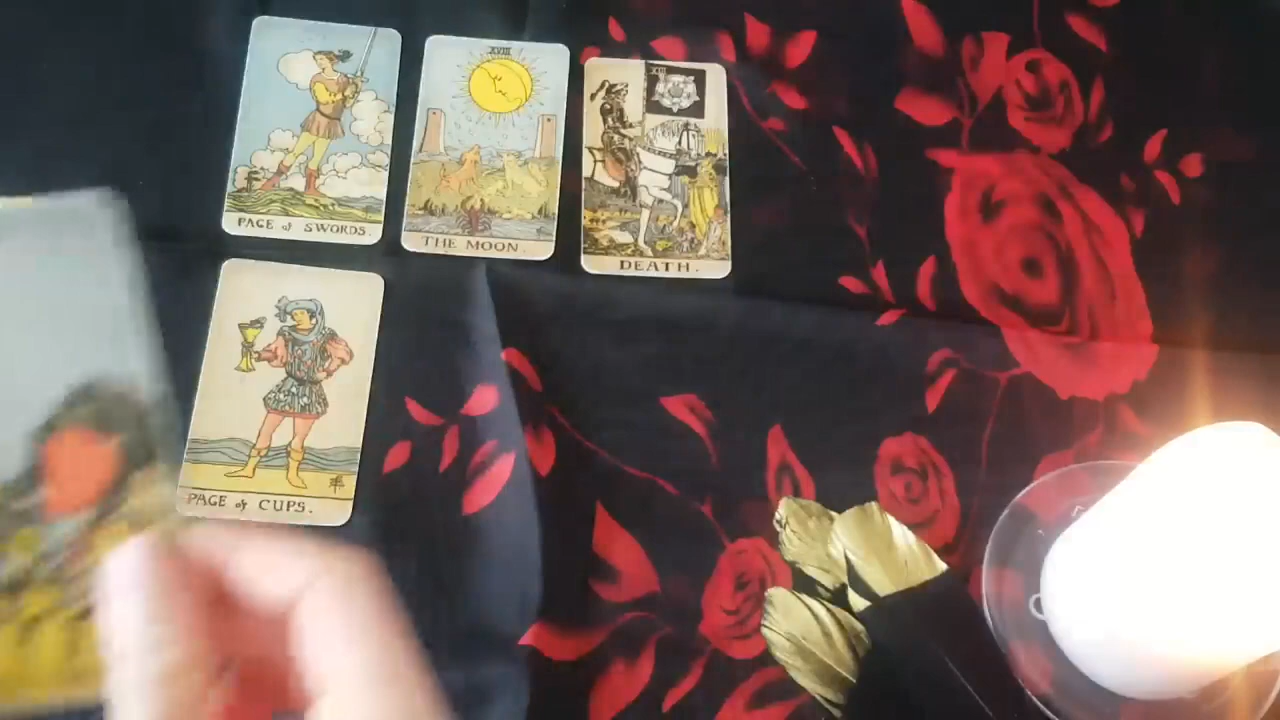 PAGE of SWORDS.
XVIII
THE MOON.
XIII
DEATH.
PAGE of CUPS.